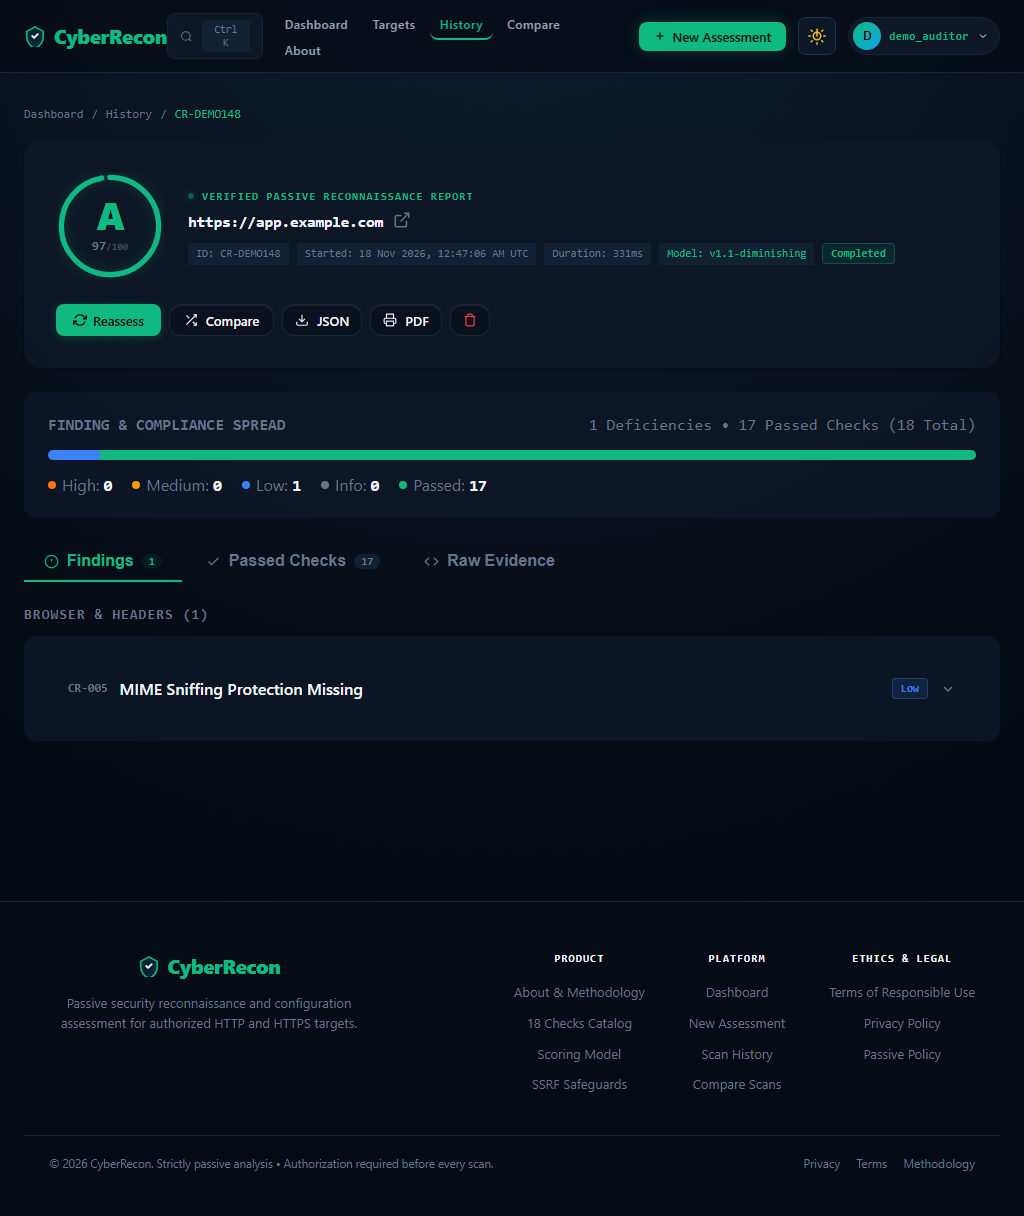 CyberRecon
Ctrl K
Dashboard Targets History Compare
About
+ New Assessment
D demo_auditor
Dashboard / History / CR-DEMO148
A
97/100
VERIFIED PASSIVE RECONNAISSANCE REPORT
https://app.example.com
ID: CR-DEMO148 Started: 18 Nov 2026, 12:47:06 AM UTC Duration: 331ms Model: v1.1-diminishing Completed
Reassess Compare JSON PDF
FINDING & COMPLIANCE SPREAD 1 Deficiencies • 17 Passed Checks (18 Total)
High: 0 Medium: 0 Low: 1 Info: 0 Passed: 17
Findings 1 Passed Checks 17 Raw Evidence
BROWSER & HEADERS (1)
CR-005 MIME Sniffing Protection Missing Low
CyberRecon
Passive security reconnaissance and configuration
assessment for authorized HTTP and HTTPS targets.
PRODUCT
About & Methodology
18 Checks Catalog
Scoring Model
SSRF Safeguards
PLATFORM
Dashboard
New Assessment
Scan History
Compare Scans
ETHICS & LEGAL
Terms of Responsible Use
Privacy Policy
Passive Policy
© 2026 CyberRecon. Strictly passive analysis • Authorization required before every scan.
Privacy Terms Methodology